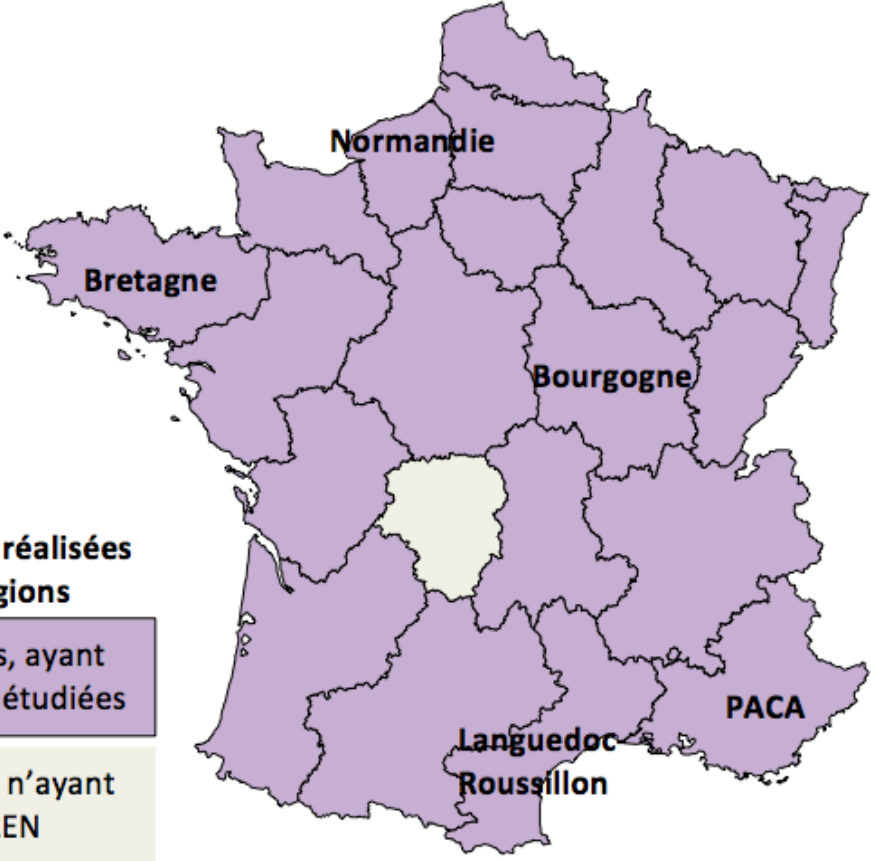 Normandie
Bretagne
Bourgogne
réalisées
gions
s, ayant
étudiées
PACA
Languedoc-
Roussillon
n’ayant
EN